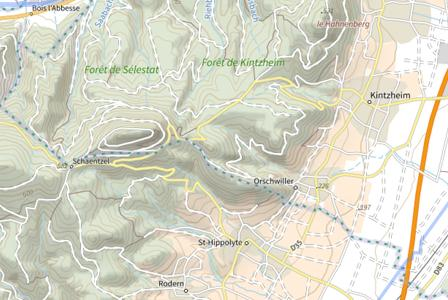 Bois l'Abbesse
le Hahnenberg
Forêt de Kintzheim
Forêt de Sélestat
Kintzheim
Schaentzel
Orschwiller
226
197
St-Hippolyte
D35
D83
Rodern